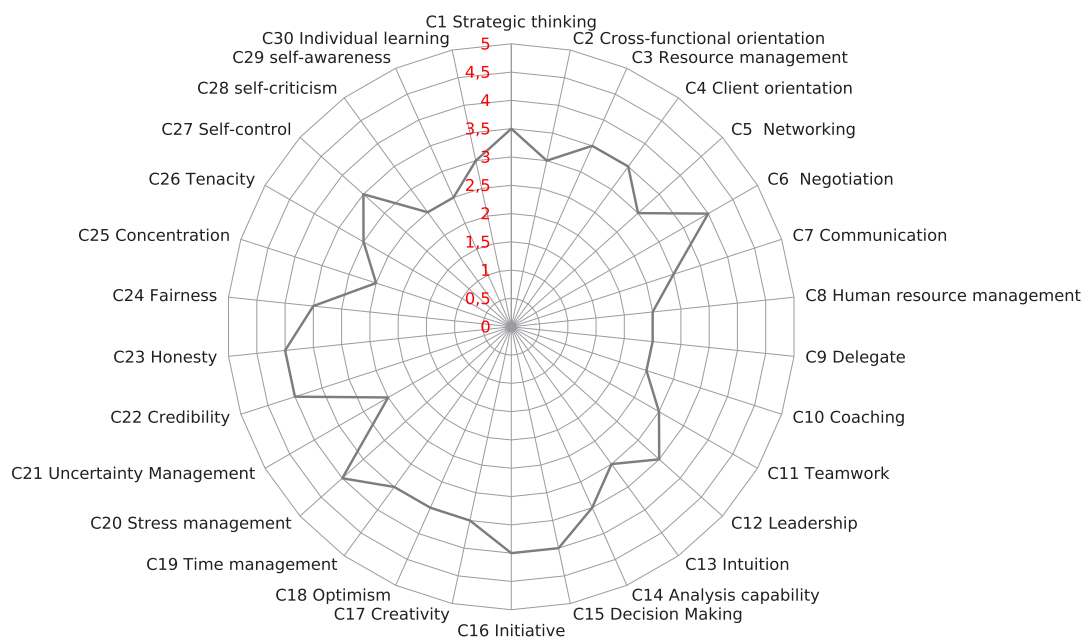 C1 Strategic thinking
C2 Cross-functional orientation
C3 Resource management
C4 Client orientation
C5  Networking
C6  Negotiation
C7 Communication
C8 Human resource management
C9 Delegate
C10 Coaching
C11 Teamwork
C12 Leadership
C13 Intuition
C14 Analysis capability
C15 Decision Making
C16 Initiative
C17 Creativity
C18 Optimism
C19 Time management
C20 Stress management
C21 Uncertainty Management
C22 Credibility
C23 Honesty
C24 Fairness
C25 Concentration
C26 Tenacity
C27 Self-control
C28 self-criticism
C29 self-awareness
C30 Individual learning
5
4,5
4
3,5
3
2,5
2
1,5
1
0,5
0